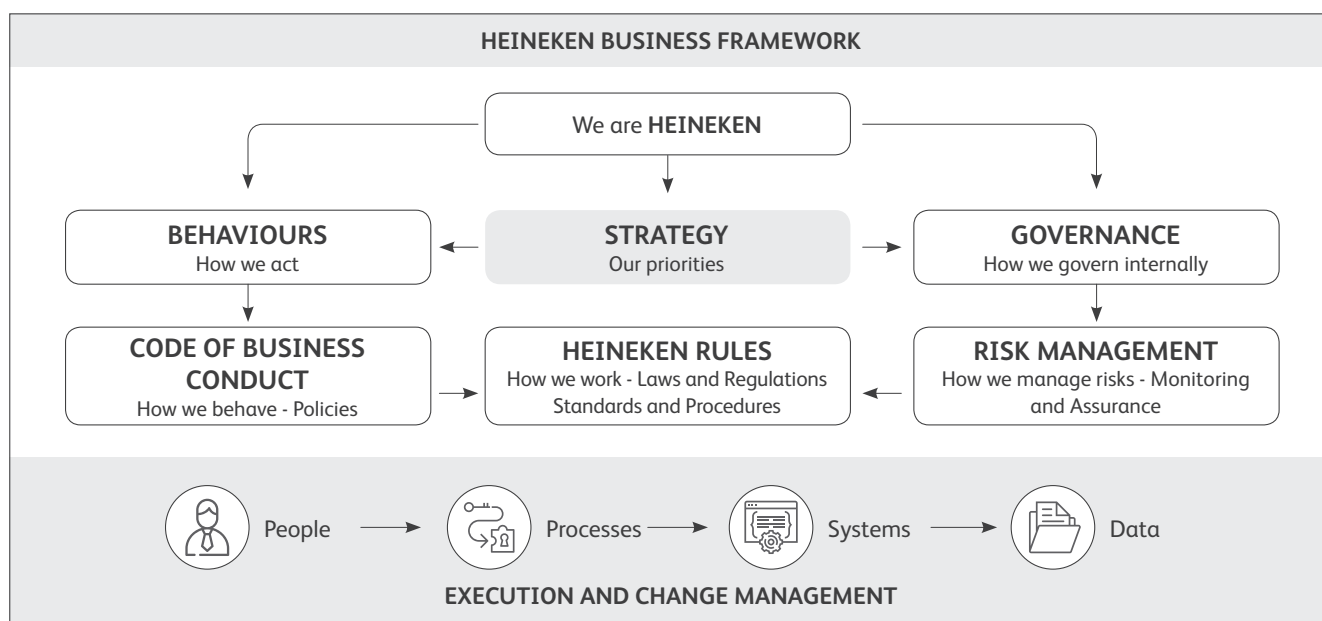 HEINEKEN BUSINESS FRAMEWORK
We are HEINEKEN
BEHAVIOURS
How we act
STRATEGY
Our priorities
GOVERNANCE
How we govern internally
CODE OF BUSINESS
CONDUCT
How we behave - Policies
HEINEKEN RULES
How we work - Laws and Regulations
Standards and Procedures
RISK MANAGEMENT
How we manage risks - Monitoring
and Assurance
People
Processes
Systems
Data
EXECUTION AND CHANGE MANAGEMENT